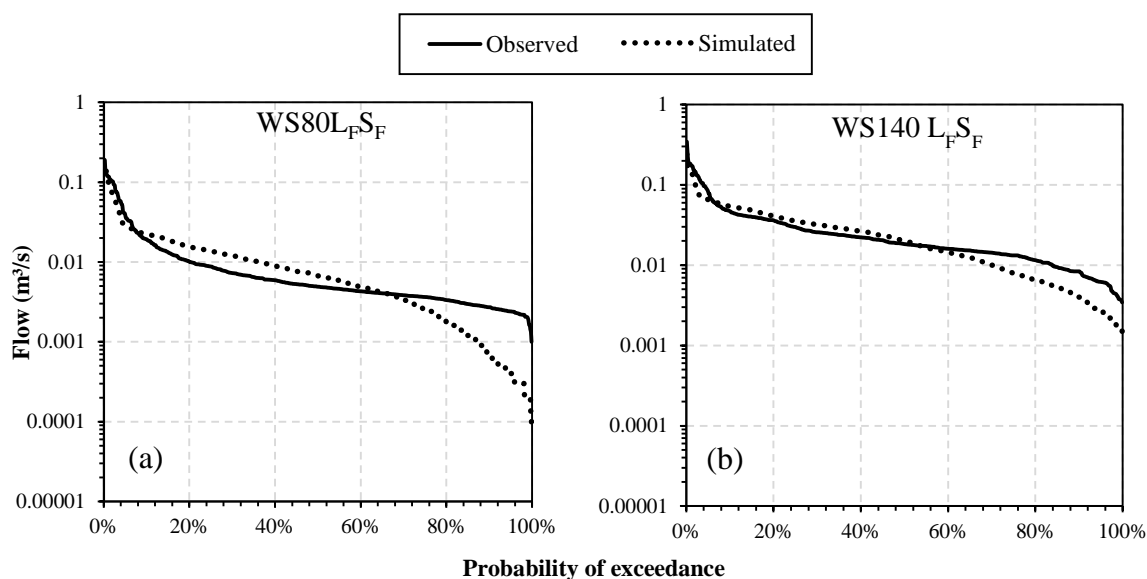 Observed Simulated
WS80L_FS_F
WS140 L_FS_F
Flow (m³/s)
1
0.1
0.01
0.001
0.0001
0.00001
(a)
0% 20% 40% 60% 80% 100%
1
0.1
0.01
0.001
0.0001
0.00001
(b)
0% 20% 40% 60% 80% 100%
Probability of exceedance